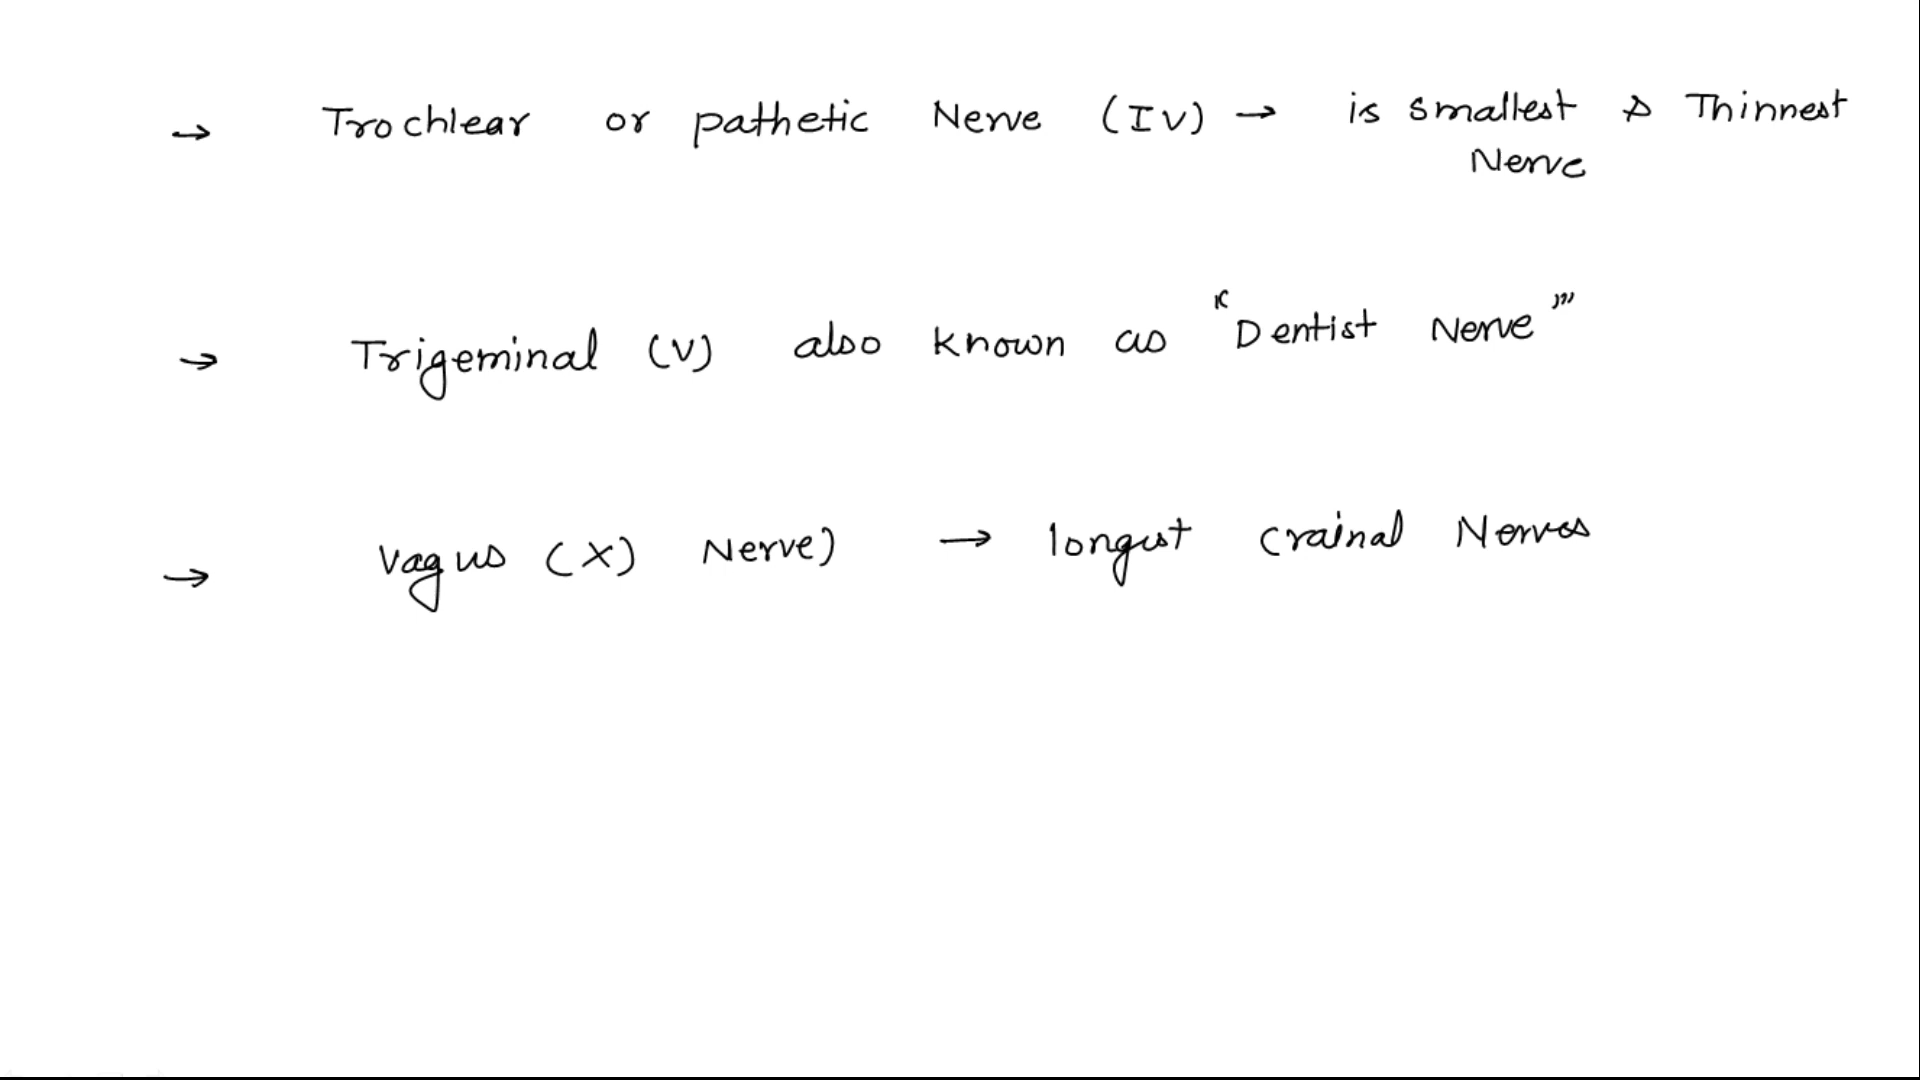 → Trochlear or pathetic Nerve (IV) → is smallest & Thinnest
Nerve
→ Trigeminal (V) also known as "Dentist Nerve"
→ Vagus (X) Nerve) → longest Crainal Nerves